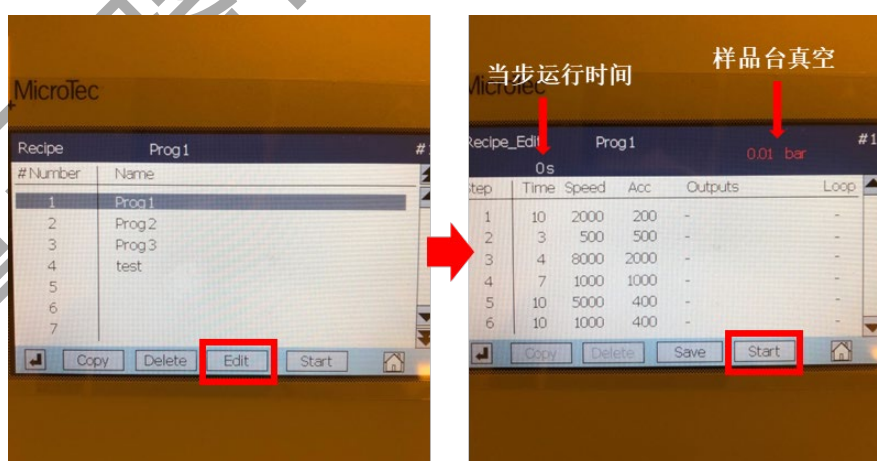 MicroTec
Recipe Prog1 #1
#Number Name
1 Prog1
2 Prog2
3 Prog3
4 test
5
6
7
Copy Delete Edit Start
当步运行时间
样品台真空
MicroTec
Recipe_Edit Prog1 #1
0s 0.01 bar
Step Time Speed Acc Outputs Loop
1 10 2000 200 - -
2 3 500 500 - -
3 4 8000 2000 - -
4 7 1000 1000 - -
5 10 5000 400 - -
6 10 1000 400 - -
Copy Delete Save Start